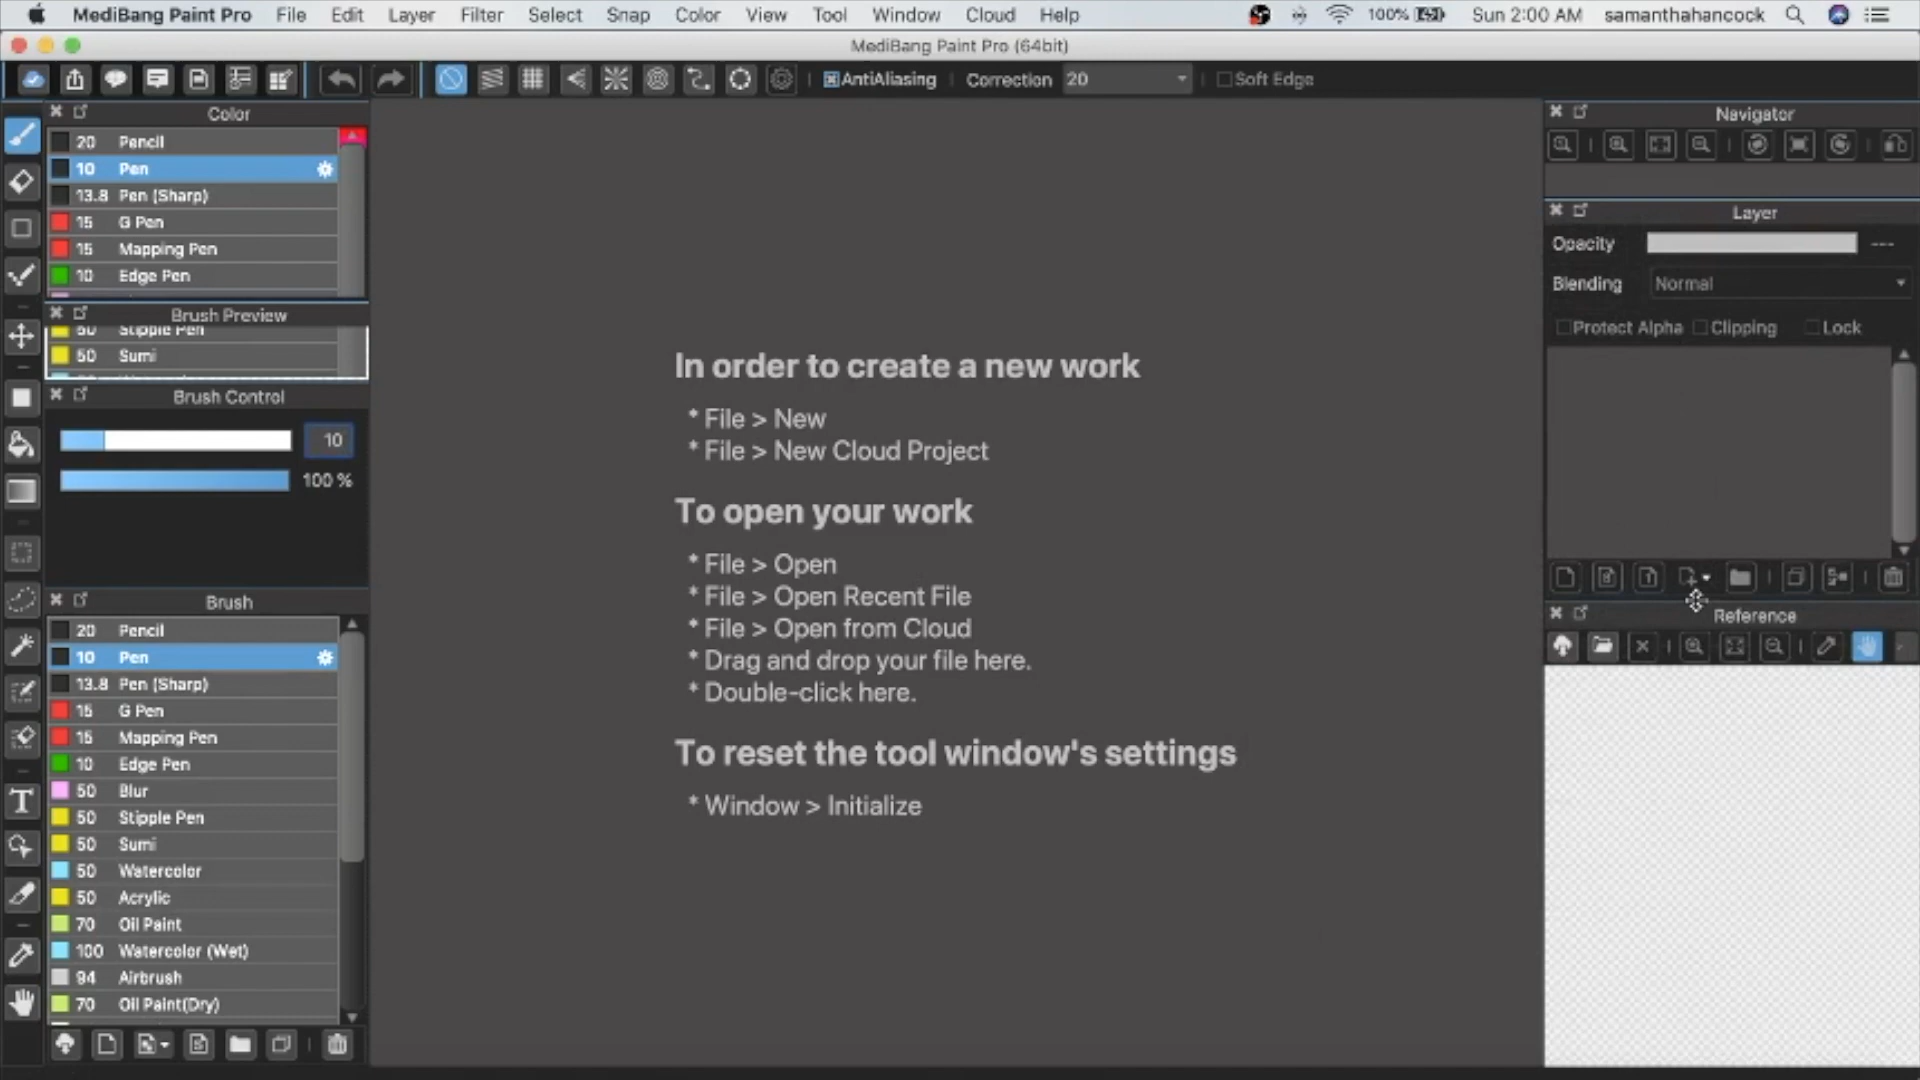 MediBang Paint Pro File Edit Layer Filter Select Snap Color View Tool Window Cloud Help 100% Sun 2:00 AM samanthahancock
MediBang Paint Pro (64bit)
AntiAliasing Correction 20 Soft Edge
Color
20 Pencil
10 Pen
13.8 Pen (Sharp)
15 G Pen
15 Mapping Pen
10 Edge Pen
Brush Preview
50 Stipple Pen
50 Sumi
Brush Control
10
100 %
Brush
20 Pencil
10 Pen
13.8 Pen (Sharp)
15 G Pen
15 Mapping Pen
10 Edge Pen
50 Blur
50 Stipple Pen
50 Sumi
50 Watercolor
50 Acrylic
70 Oil Paint
100 Watercolor (Wet)
94 Airbrush
70 Oil Paint(Dry)
In order to create a new work
* File > New
* File > New Cloud Project
To open your work
* File > Open
* File > Open Recent File
* File > Open from Cloud
* Drag and drop your file here.
* Double-click here.
To reset the tool window's settings
* Window > Initialize
Navigator
Layer
Opacity ---
Blending Normal
Protect Alpha Clipping Lock
Reference